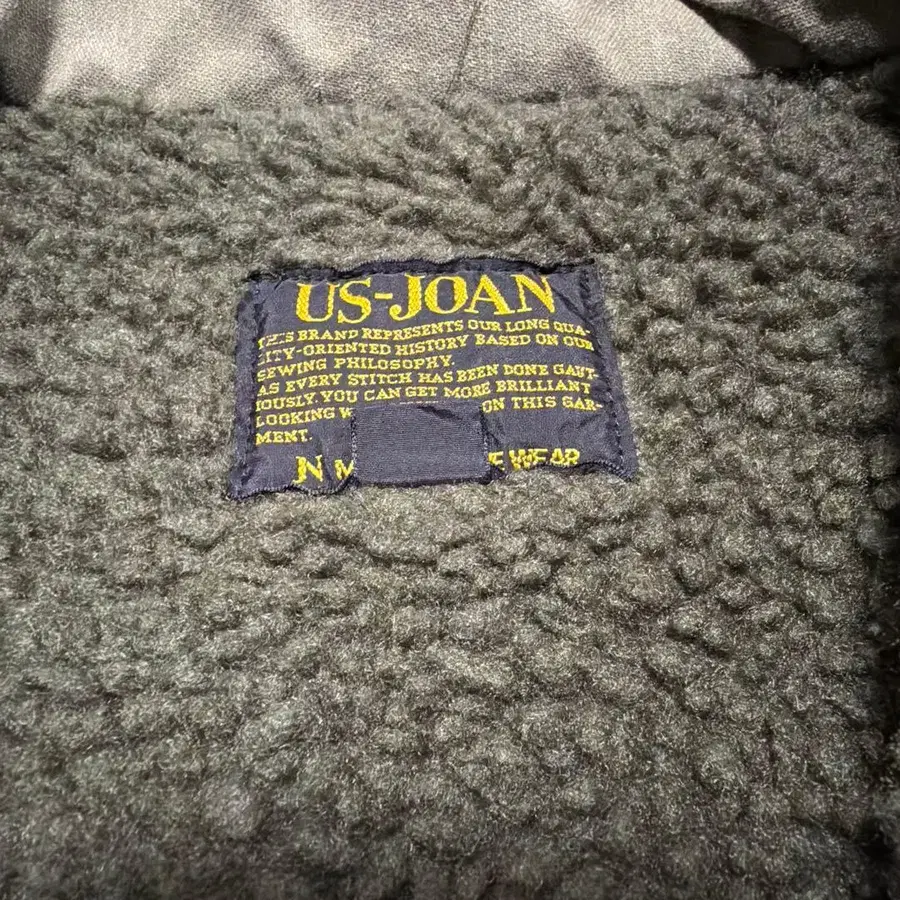 US-JOAN
THIS BRAND REPRESENTS OUR LONG QUA-
LITY-ORIENTED HISTORY BASED ON OUR
SEWING PHILOSOPHY.
AS EVERY STITCH HAS BEEN DONE CAUT-
IOUSLY. YOU CAN GET MORE BRILLIANT
LOOKING ON THIS GAR-
MENT.
N WEAR